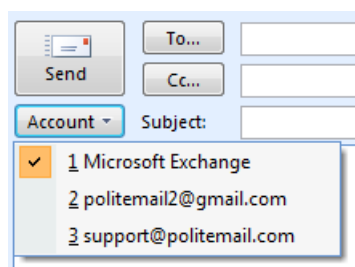 To...
Send
Cc...
Account Subject:
1 Microsoft Exchange
2 politemail2@gmail.com
3 support@politemail.com